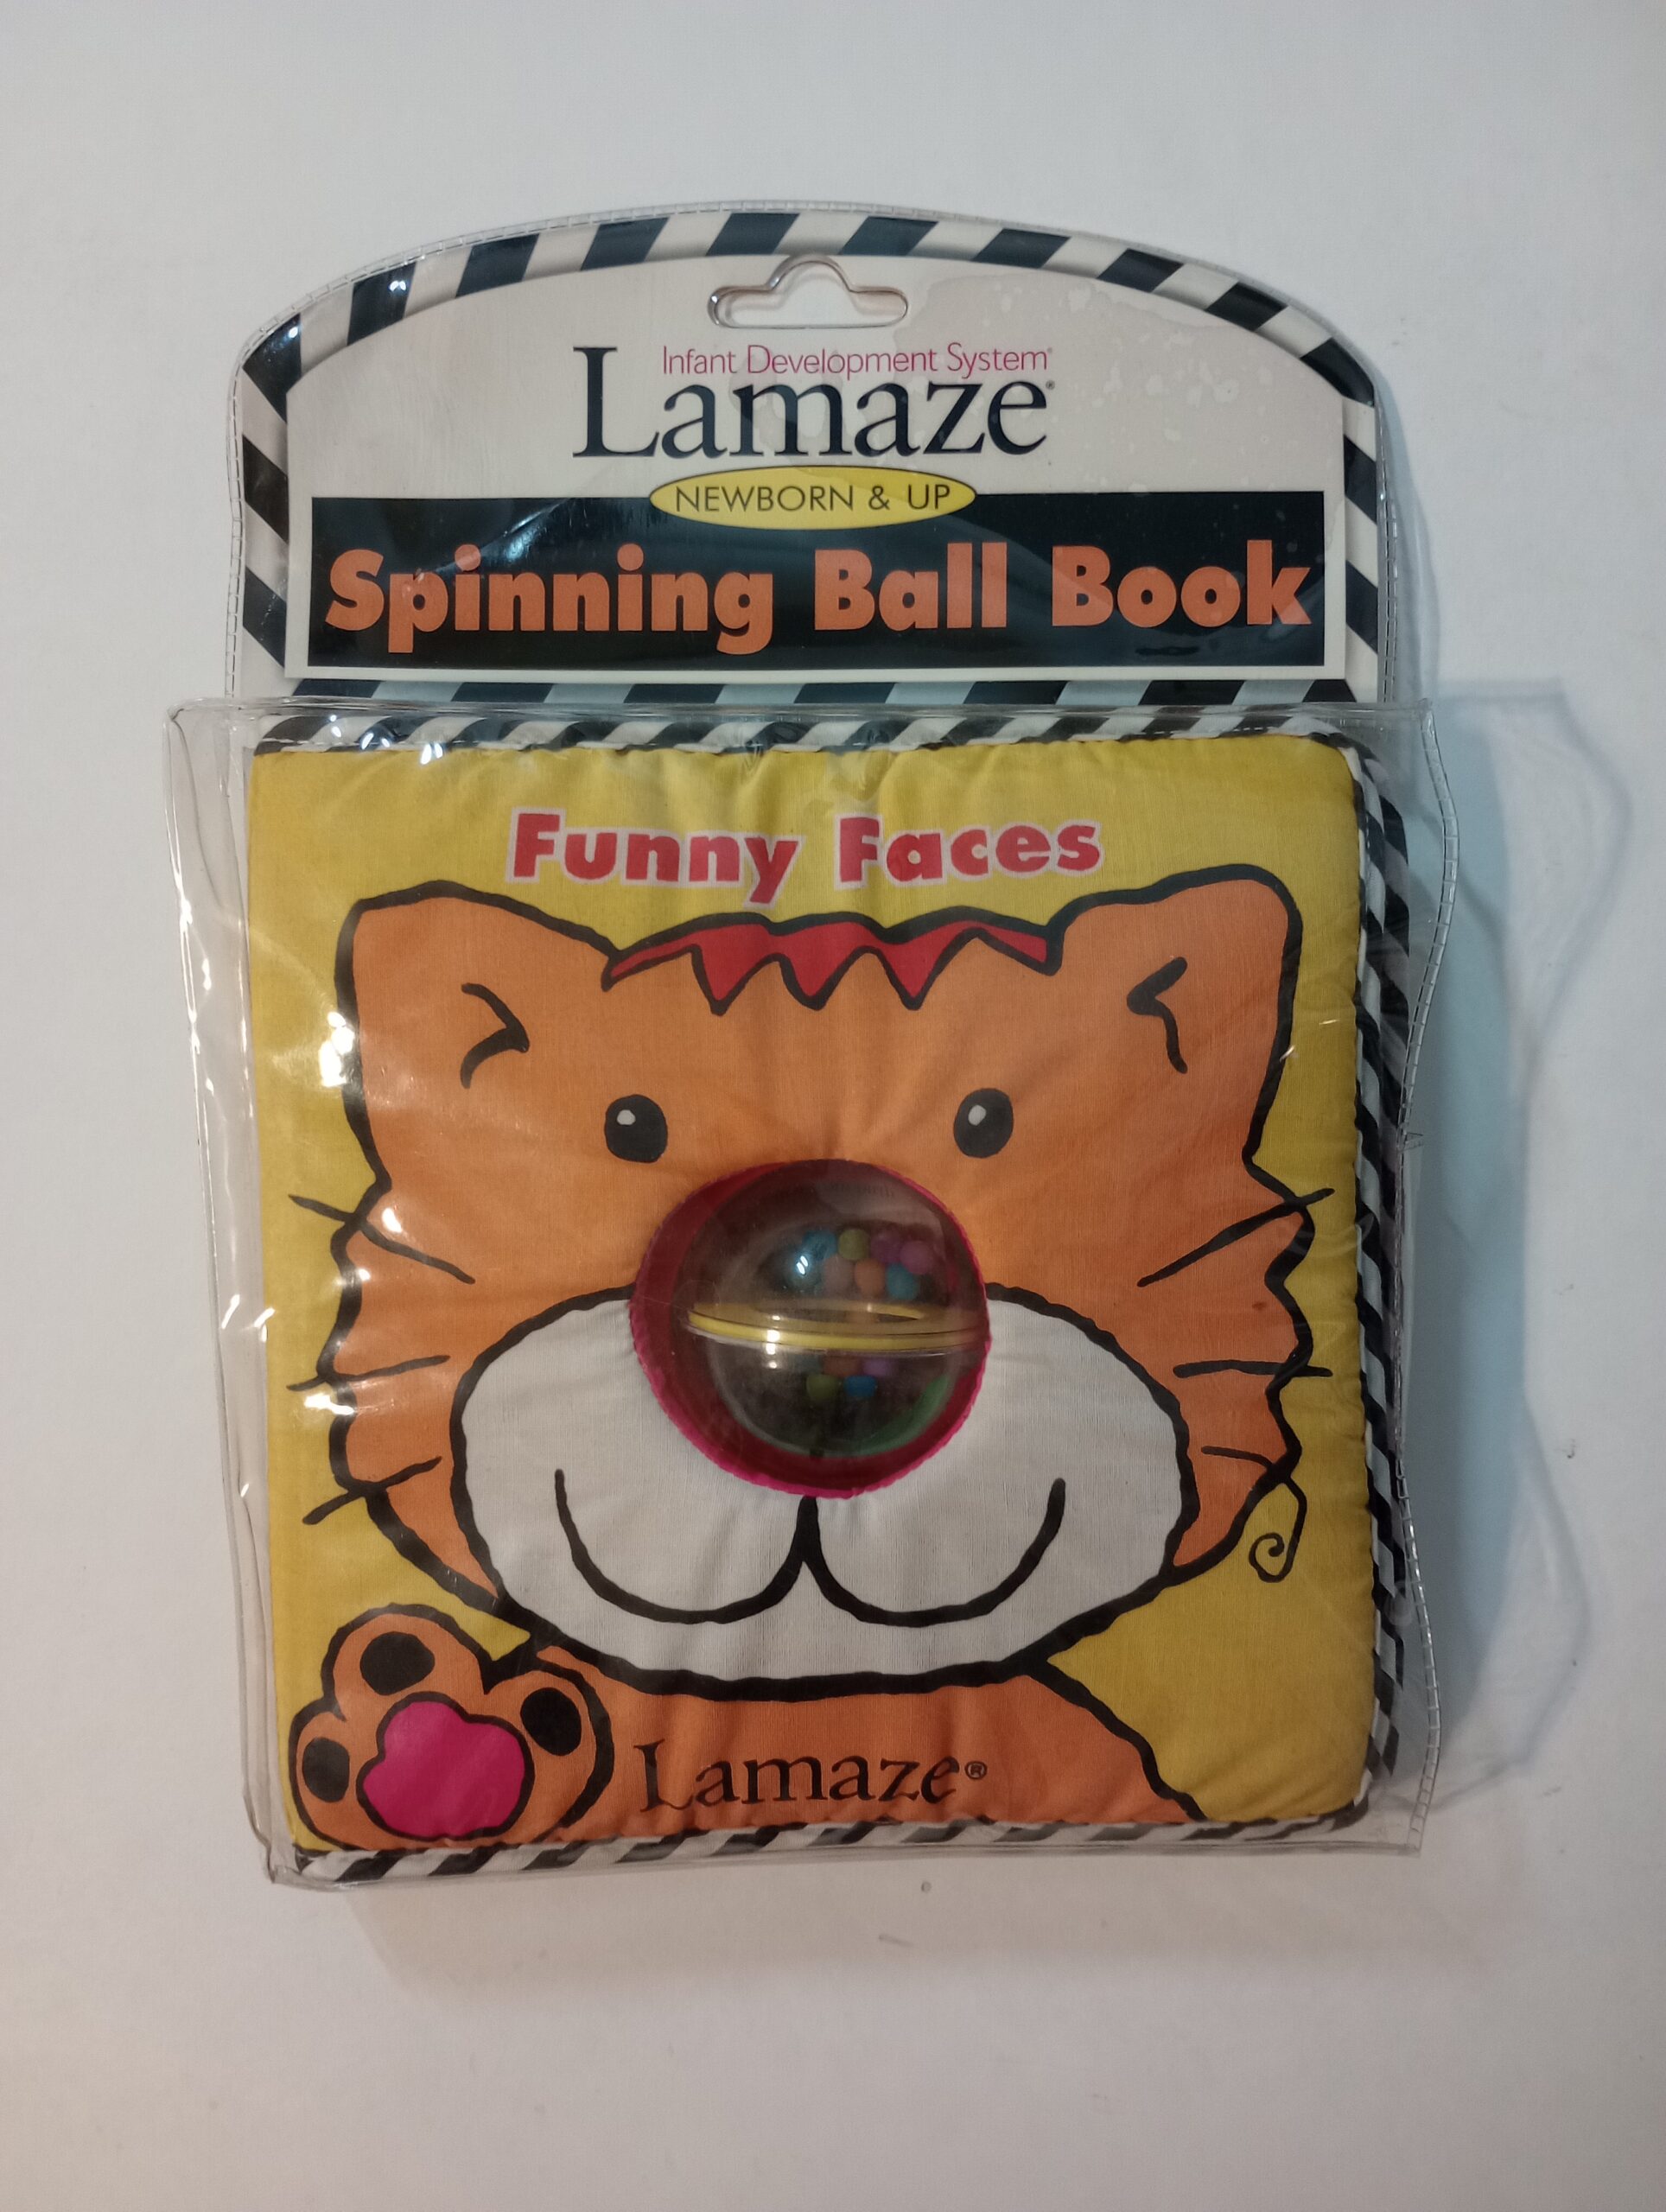 Infant Development System®
Lamaze®
NEWBORN & UP
Spinning Ball Book
Funny Faces
Lamaze®